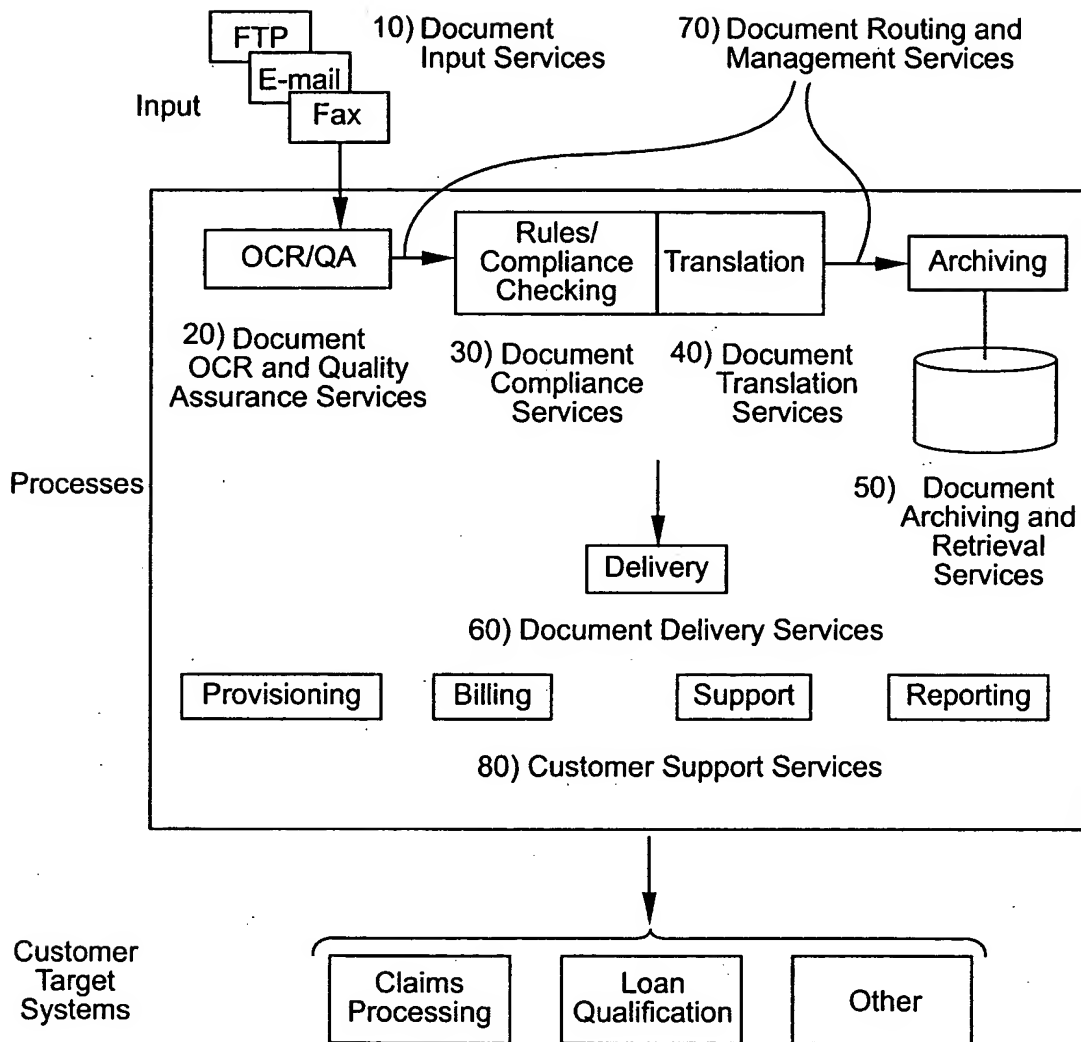 FTP
E-mail
Fax
Input
10) Document
Input Services
70) Document Routing and
Management Services
OCR/QA
Rules/
Compliance
Checking
Translation
Archiving
20) Document
OCR and Quality
Assurance Services
30) Document
Compliance
Services
40) Document
Translation
Services
50) Document
Archiving and
Retrieval
Services
Processes
Delivery
60) Document Delivery Services
Provisioning
Billing
Support
Reporting
80) Customer Support Services
Customer
Target
Systems
Claims
Processing
Loan
Qualification
Other